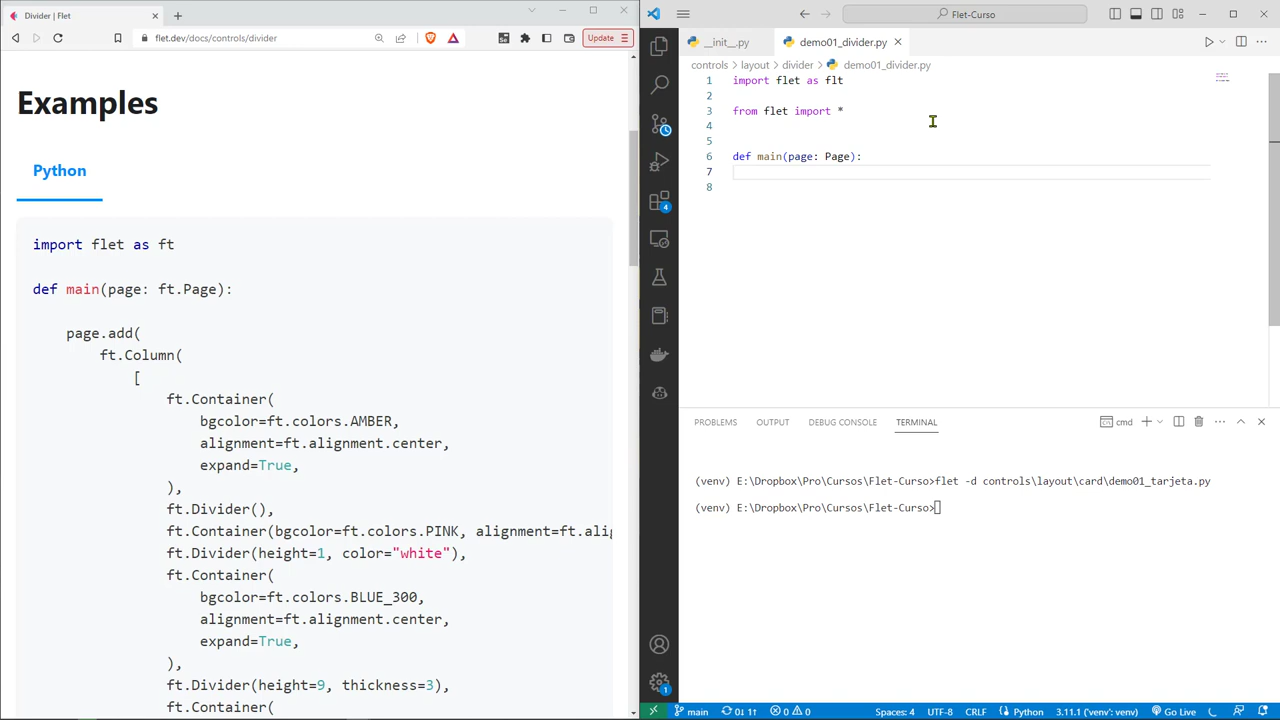 Divider | Flet
flet.dev/docs/controls/divider
Update
Examples
Python
import flet as ft
def main(page: ft.Page):
page.add(
ft.Column(
[
ft.Container(
bgcolor=ft.colors.AMBER,
alignment=ft.alignment.center,
expand=True,
),
ft.Divider(),
ft.Container(bgcolor=ft.colors.PINK, alignment=ft.ali
ft.Divider(height=1, color="white"),
ft.Container(
bgcolor=ft.colors.BLUE_300,
alignment=ft.alignment.center,
expand=True,
),
ft.Divider(height=9, thickness=3),
ft.Container(
Flet-Curso
__init__.py
demo01_divider.py
controls > layout > divider > demo01_divider.py
1 import flet as flt
2
3 from flet import *
4
5
6 def main(page: Page):
7
8
4
1
PROBLEMS OUTPUT DEBUG CONSOLE TERMINAL
cmd
(venv) E:\Dropbox\Pro\Cursos\Flet-Curso>flet -d controls\layout\card\demo01_tarjeta.py
(venv) E:\Dropbox\Pro\Cursos\Flet-Curso>
main 0↓ 1↑ 0 0 Spaces: 4 UTF-8 CRLF Python 3.11.1 ('venv': venv) Go Live